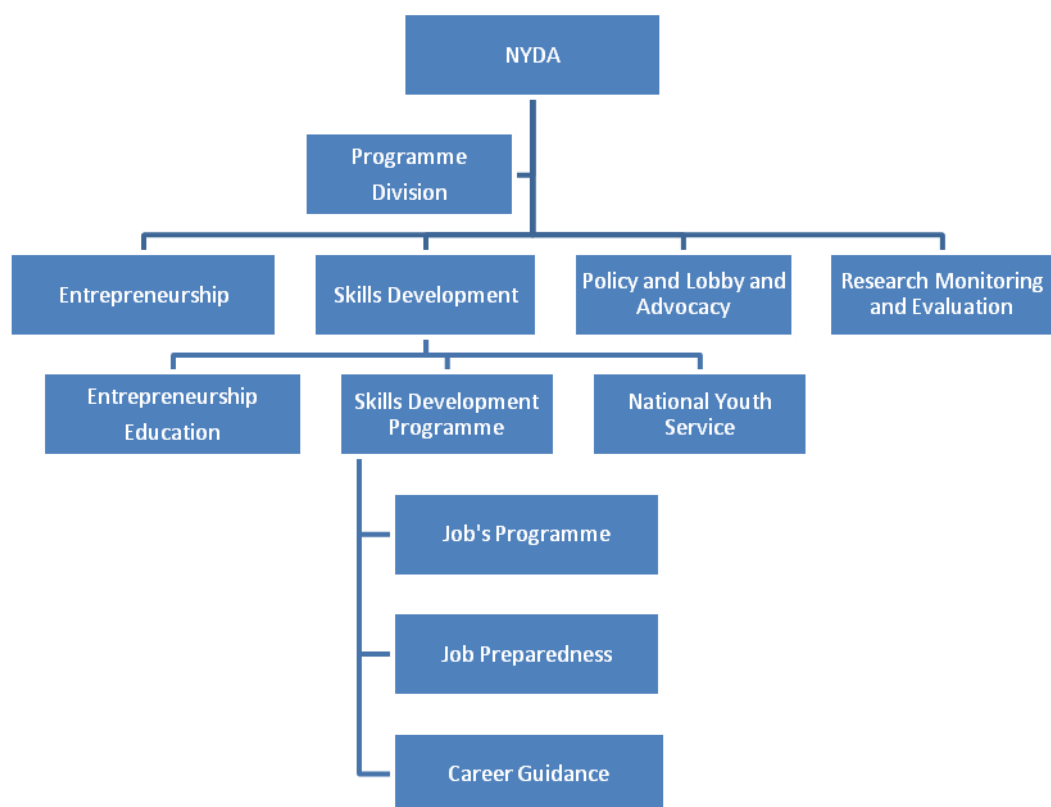 NYDA
Programme
Division
Entrepreneurship
Skills Development
Policy and Lobby and
Advocacy
Research Monitoring
and Evaluation
Entrepreneurship
Education
Skills Development
Programme
National Youth
Service
Job's Programme
Job Preparedness
Career Guidance